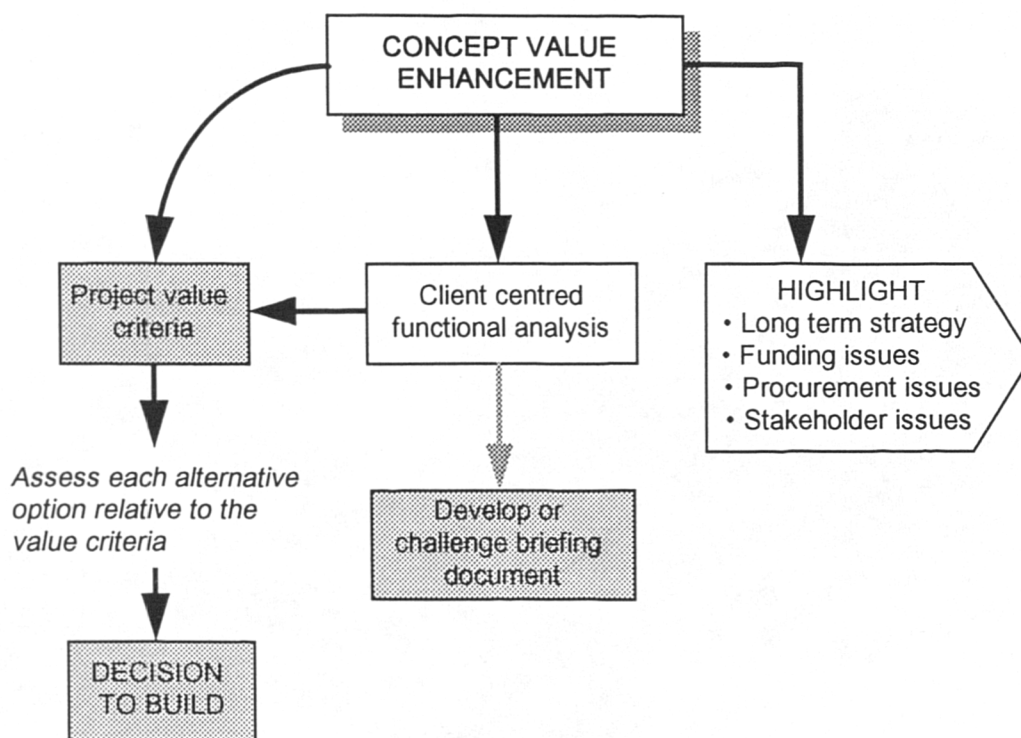 CONCEPT VALUE
ENHANCEMENT
Project value
criteria
Client centred
functional analysis
HIGHLIGHT
• Long term strategy
• Funding issues
• Procurement issues
• Stakeholder issues
Assess each alternative
option relative to the
value criteria
Develop or
challenge briefing
document
DECISION
TO BUILD